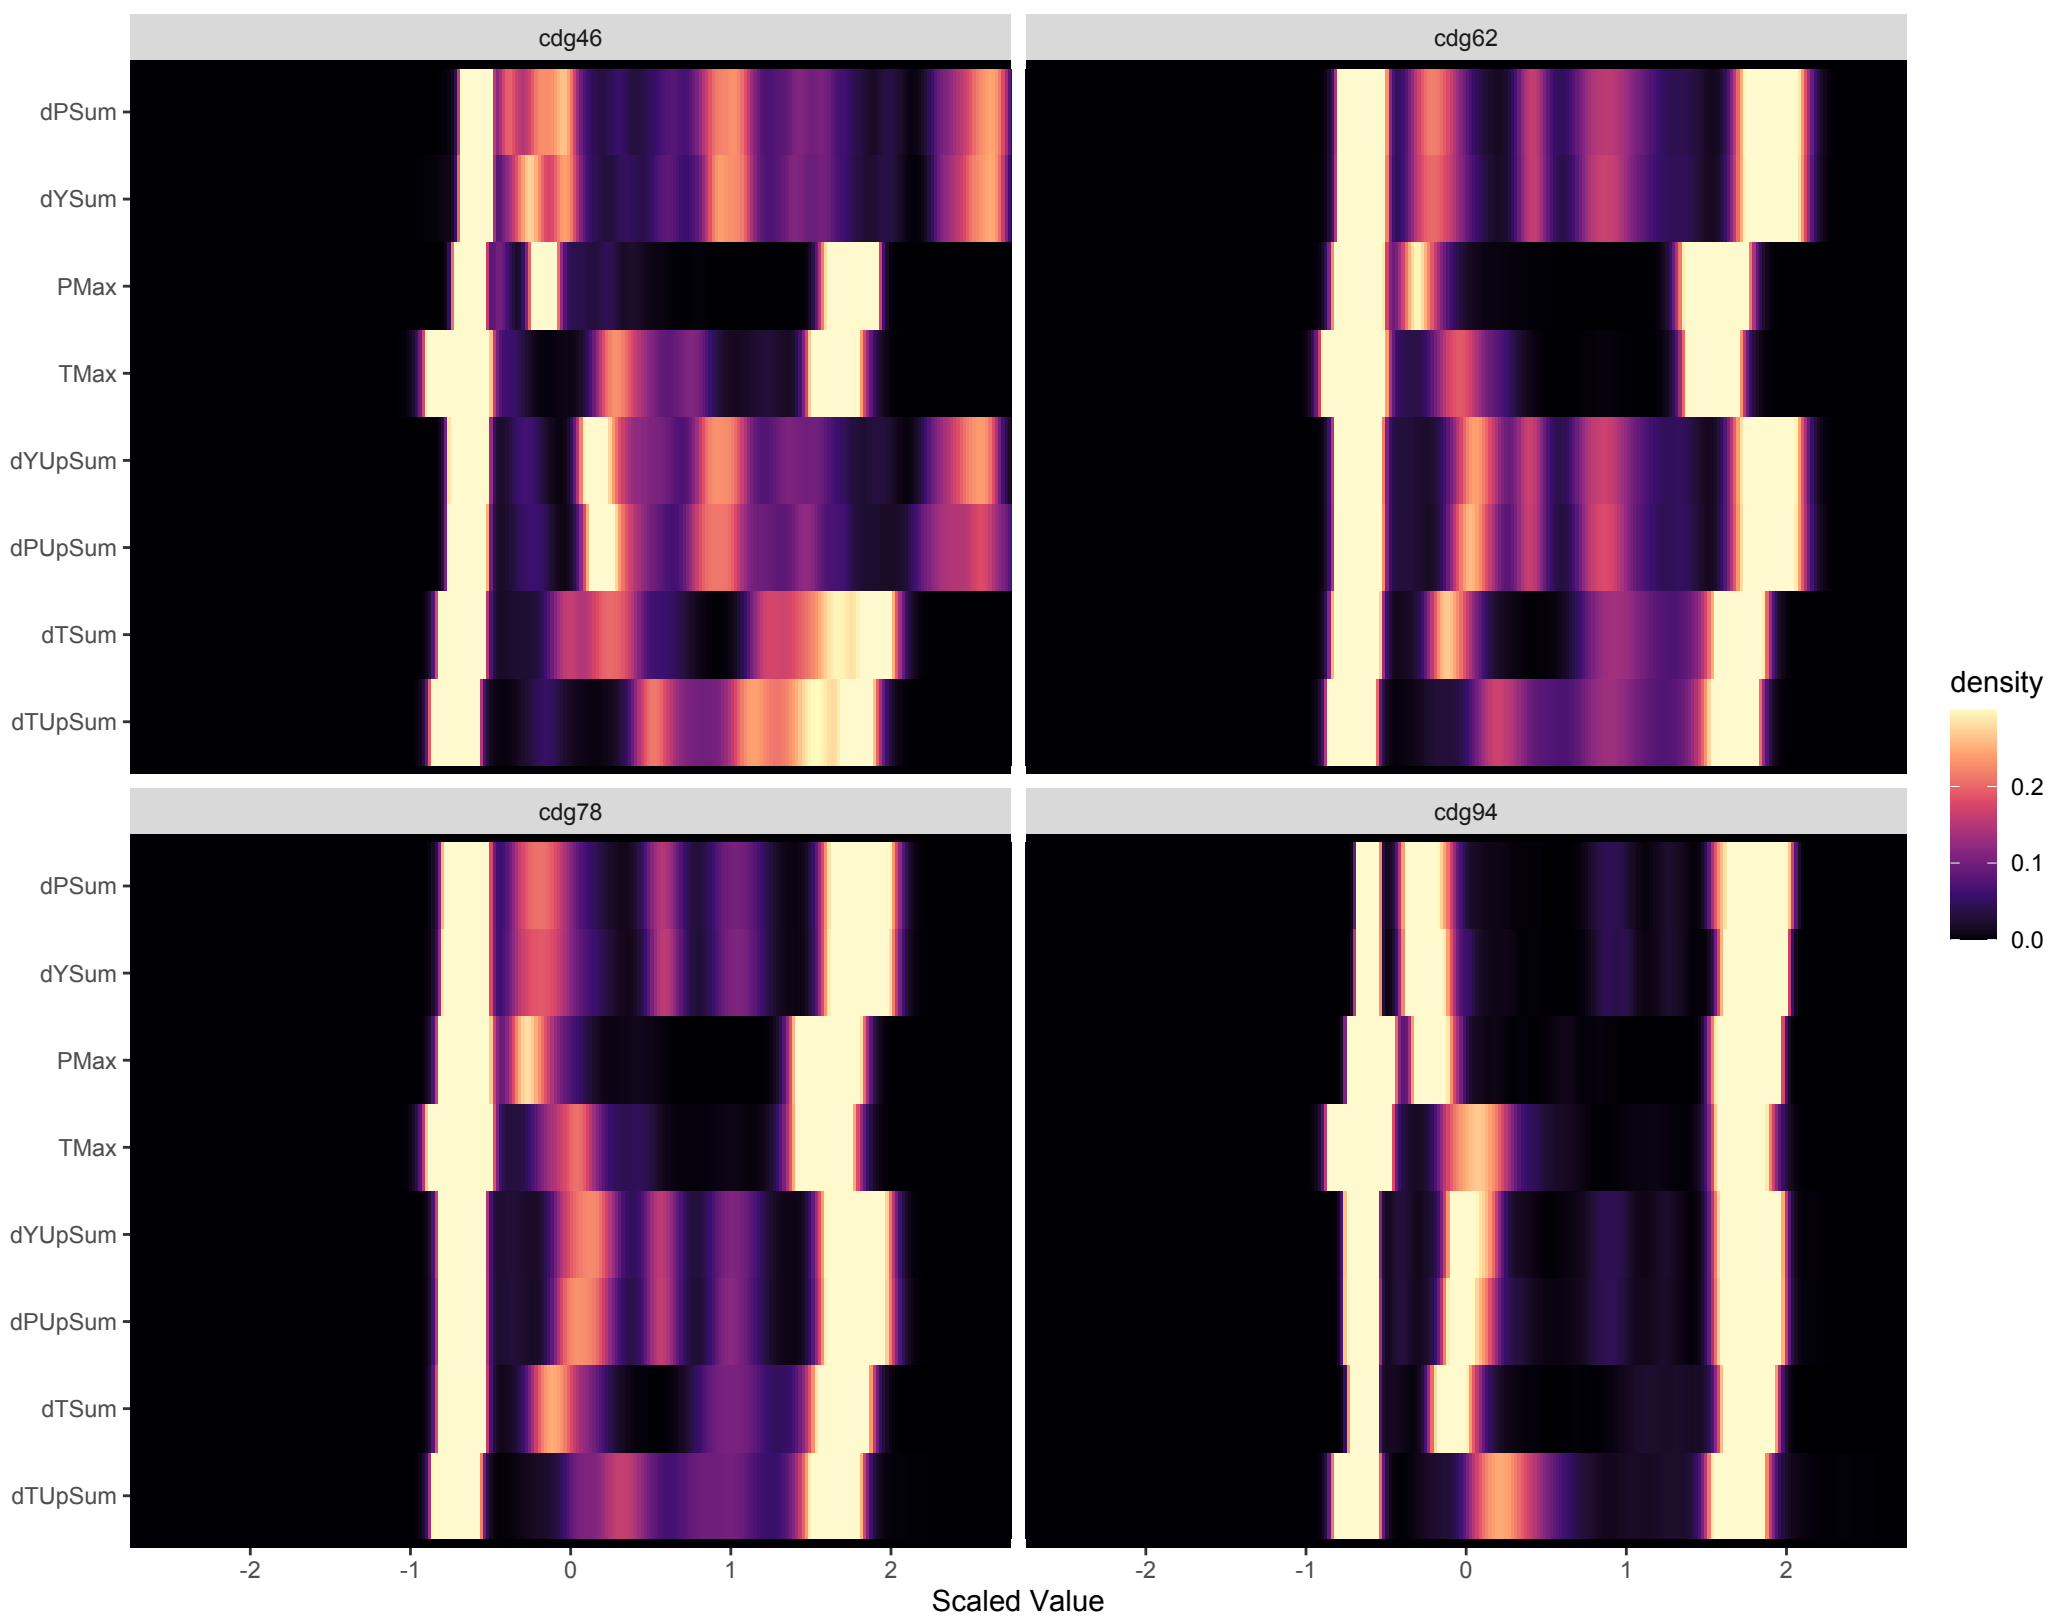 cdg46
cdg62
dPSum
dYSum
PMax
TMax
dYUpSum
dPUpSum
dTSum
dTUpSum
cdg78
cdg94
dPSum
dYSum
PMax
TMax
dYUpSum
dPUpSum
dTSum
dTUpSum
-2 -1 0 1 2
-2 -1 0 1 2
Scaled Value
density
0.2
0.1
0.0